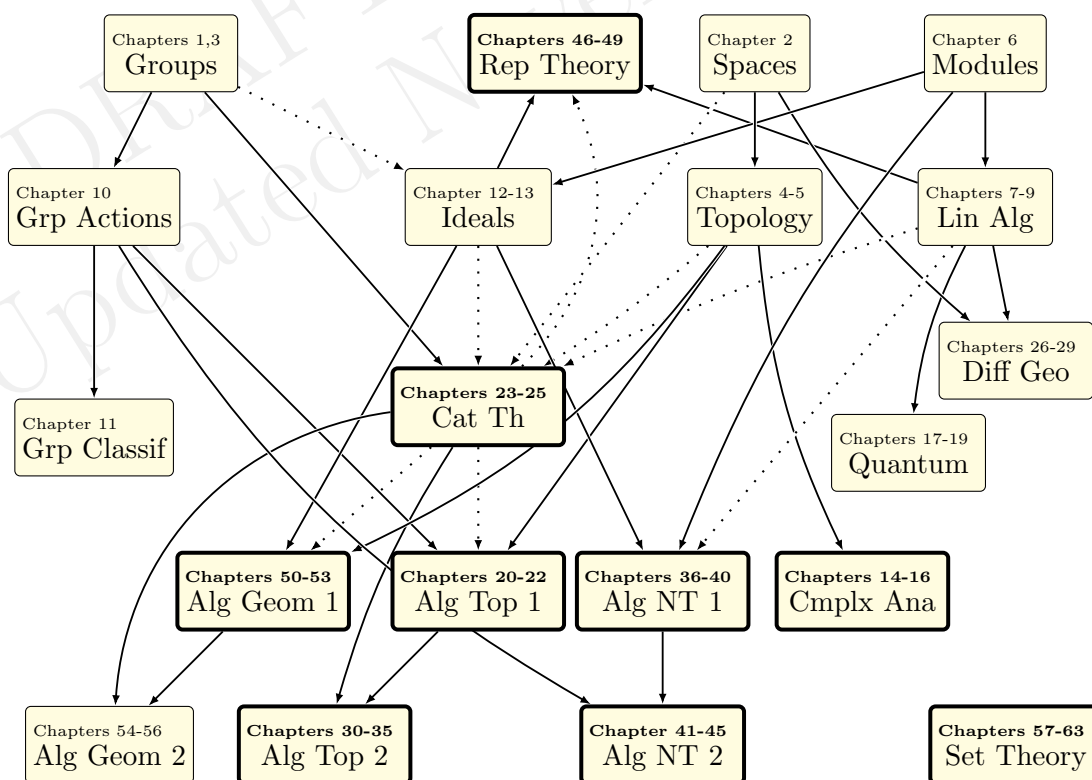 Chapters 1,3
Groups
Chapters 46-49
Rep Theory
Chapter 2
Spaces
Chapter 6
Modules
Chapter 10
Grp Actions
Chapter 12-13
Ideals
Chapters 4-5
Topology
Chapters 7-9
Lin Alg
Chapters 26-29
Diff Geo
Chapters 23-25
Cat Th
Chapter 11
Grp Classif
Chapters 17-19
Quantum
Chapters 50-53
Alg Geom 1
Chapters 20-22
Alg Top 1
Chapters 36-40
Alg NT 1
Chapters 14-16
Cmplx Ana
Chapters 54-56
Alg Geom 2
Chapters 30-35
Alg Top 2
Chapter 41-45
Alg NT 2
Chapters 57-63
Set Theory
Updated